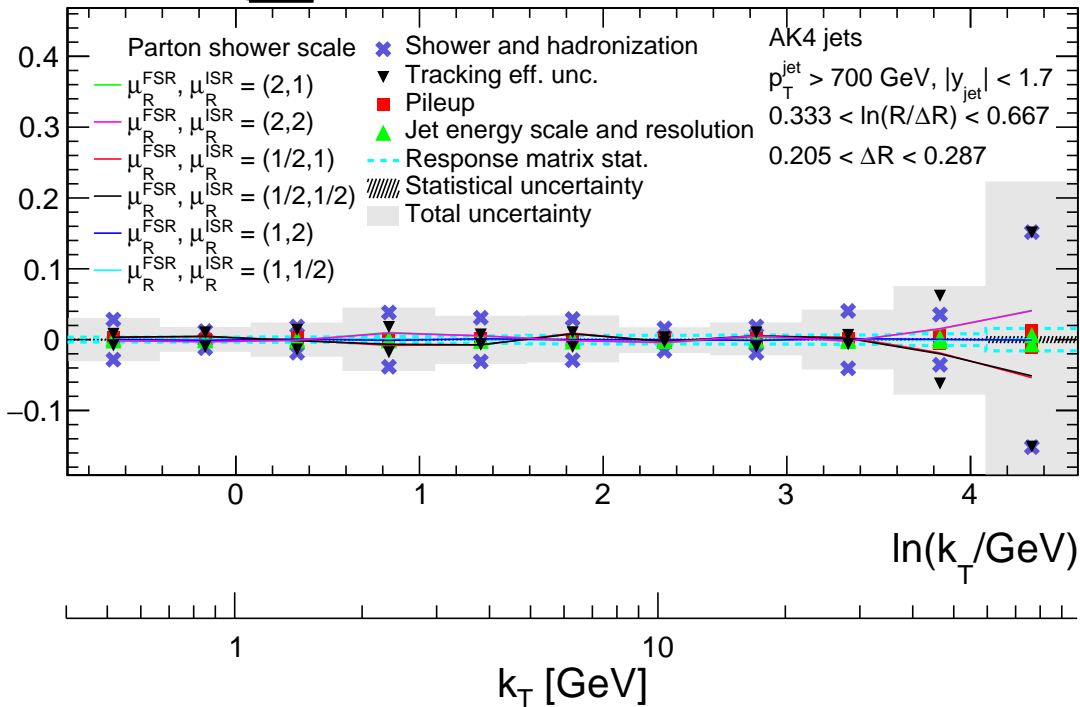 0.4
0.3
0.2
0.1
0
−0.1
Parton shower scale
μ_R^FSR, μ_R^ISR = (2,1)
μ_R^FSR, μ_R^ISR = (2,2)
μ_R^FSR, μ_R^ISR = (1/2,1)
μ_R^FSR, μ_R^ISR = (1/2,1/2)
μ_R^FSR, μ_R^ISR = (1,2)
μ_R^FSR, μ_R^ISR = (1,1/2)
Shower and hadronization
Tracking eff. unc.
Pileup
Jet energy scale and resolution
Response matrix stat.
Statistical uncertainty
Total uncertainty
AK4 jets
p_T^jet > 700 GeV, |y_jet| < 1.7
0.333 < ln(R/ΔR) < 0.667
0.205 < ΔR < 0.287
0 1 2 3 4
ln(k_T/GeV)
1 10
k_T [GeV]